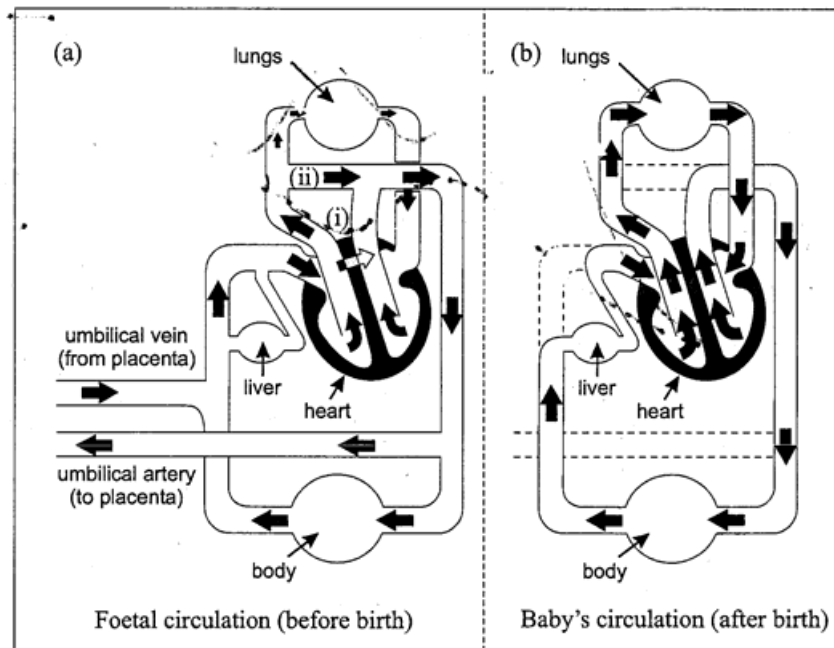 (a)
lungs
(ii)
(i)
umbilical vein
(from placenta)
liver
heart
umbilical artery
(to placenta)
body
Foetal circulation (before birth)
(b)
lungs
liver
heart
body
Baby's circulation (after birth)